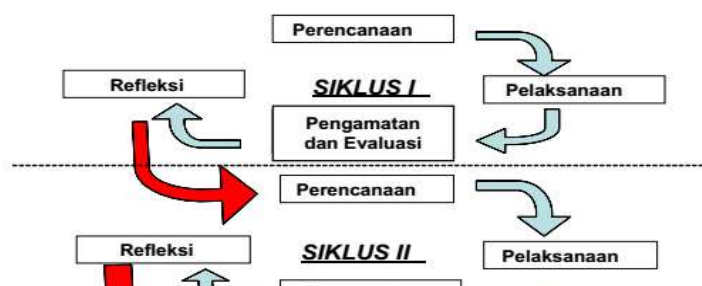 Perencanaan
Refleksi
SIKLUS I
Pelaksanaan
Pengamatan
dan Evaluasi
Perencanaan
Refleksi
SIKLUS II
Pelaksanaan